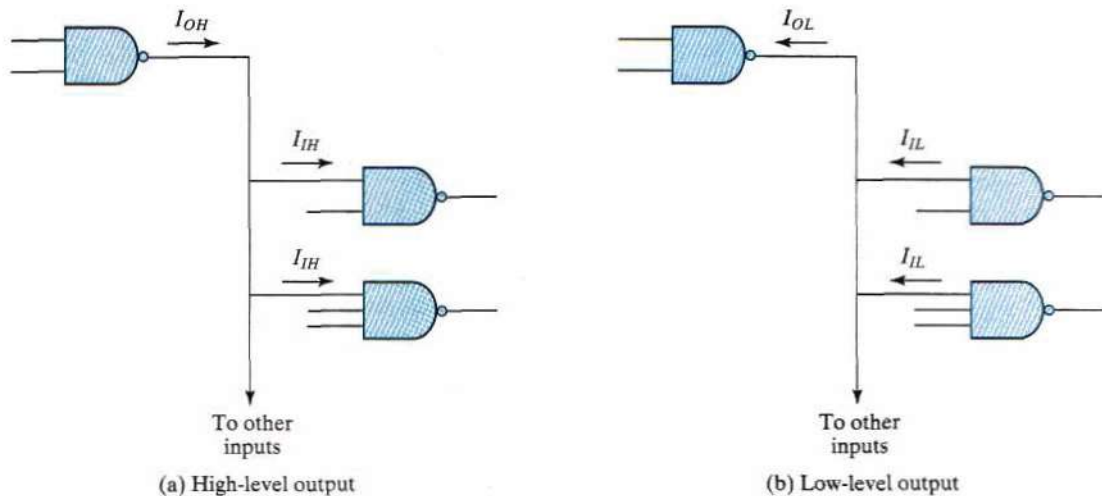 I_OH
I_IH
I_IH
To other
inputs
(a) High-level output
I_OL
I_IL
I_IL
To other
inputs
(b) Low-level output